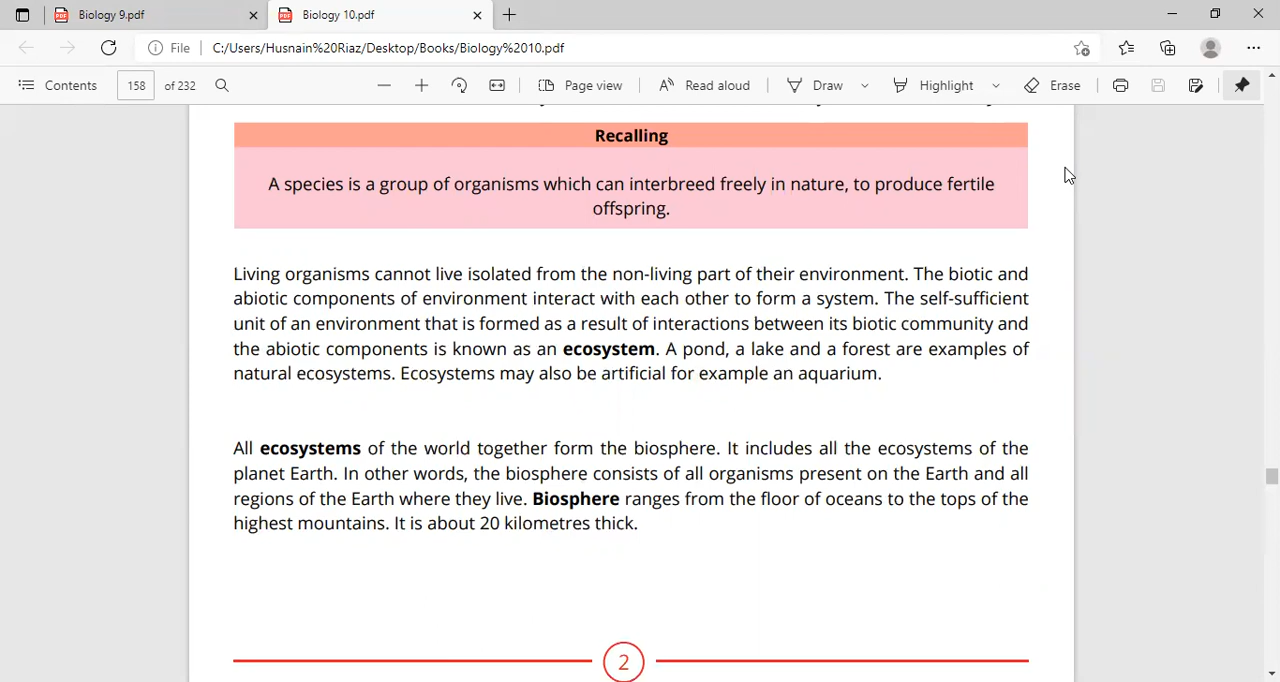 Biology 9.pdf
Biology 10.pdf
File
C:/Users/Husnain%20Riaz/Desktop/Books/Biology%2010.pdf
Contents
158
of 232
Page view
Read aloud
Draw
Highlight
Erase
Recalling
A species is a group of organisms which can interbreed freely in nature, to produce fertile
offspring.
Living organisms cannot live isolated from the non-living part of their environment. The biotic and
abiotic components of environment interact with each other to form a system. The self-sufficient
unit of an environment that is formed as a result of interactions between its biotic community and
the abiotic components is known as an ecosystem. A pond, a lake and a forest are examples of
natural ecosystems. Ecosystems may also be artificial for example an aquarium.
All ecosystems of the world together form the biosphere. It includes all the ecosystems of the
planet Earth. In other words, the biosphere consists of all organisms present on the Earth and all
regions of the Earth where they live. Biosphere ranges from the floor of oceans to the tops of the
highest mountains. It is about 20 kilometres thick.
2